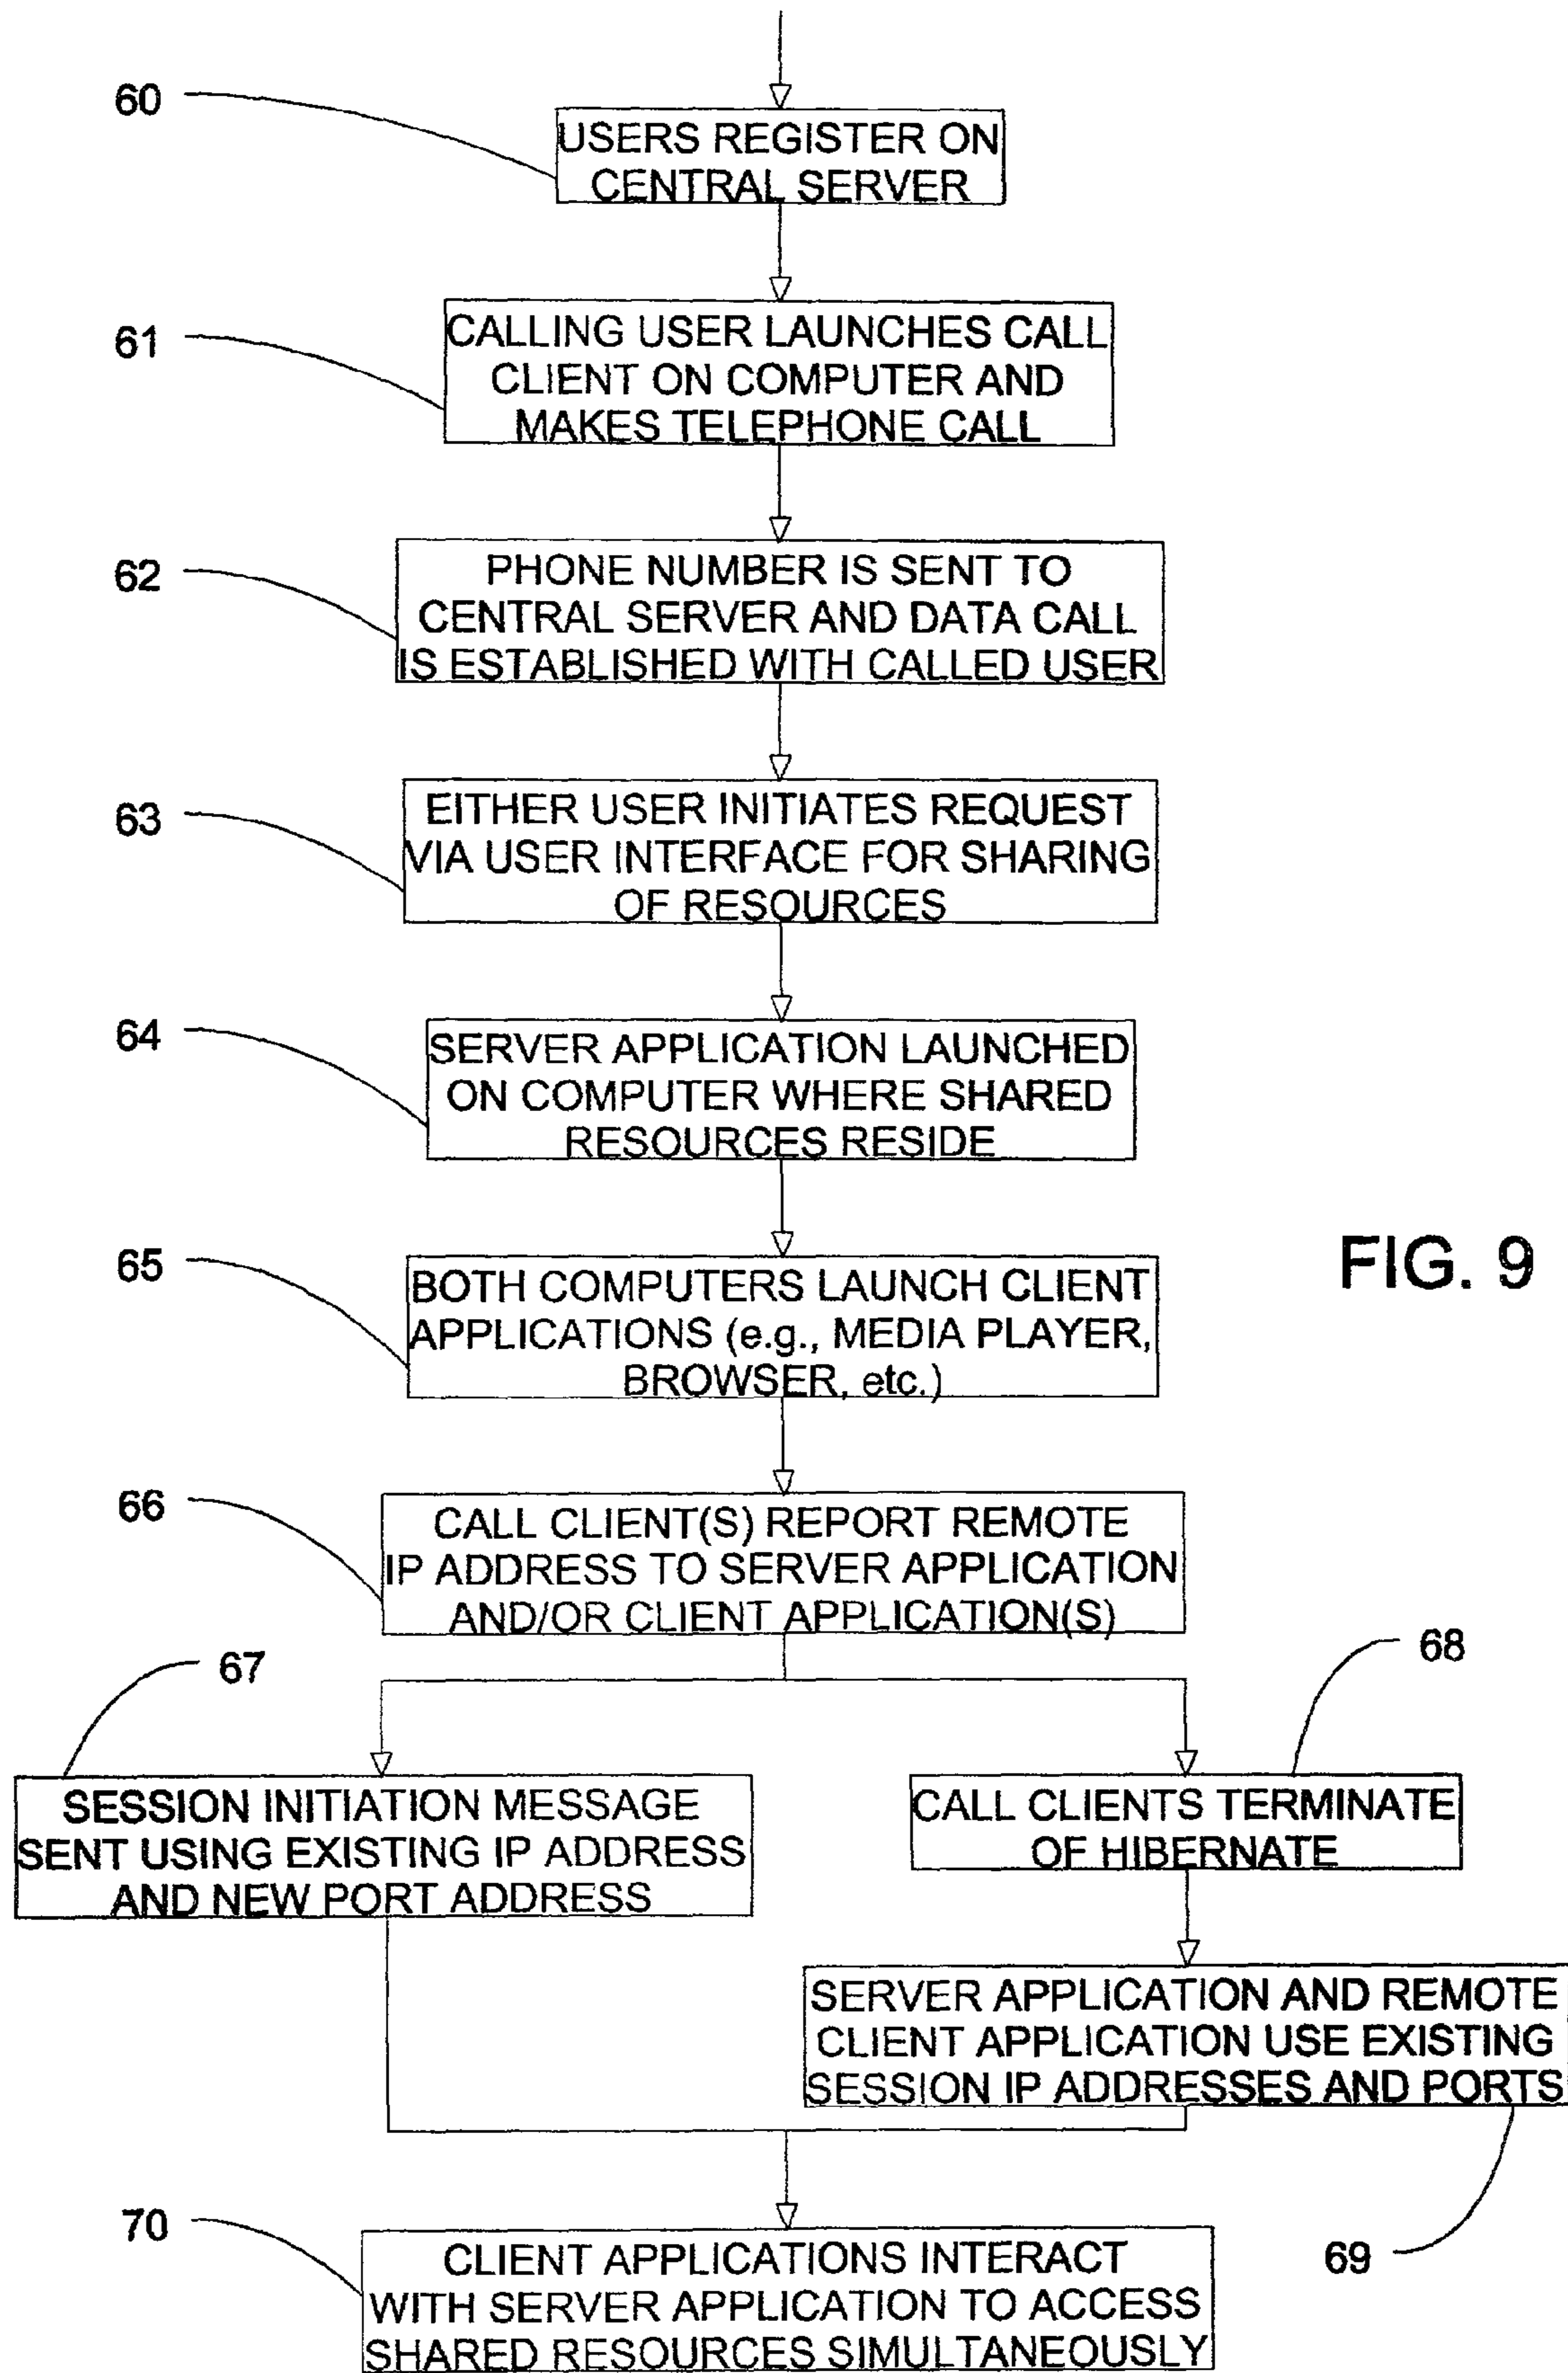 60
USERS REGISTER ON
CENTRAL SERVER
61
CALLING USER LAUNCHES CALL
CLIENT ON COMPUTER AND
MAKES TELEPHONE CALL
62
PHONE NUMBER IS SENT TO
CENTRAL SERVER AND DATA CALL
IS ESTABLISHED WITH CALLED USER
63
EITHER USER INITIATES REQUEST
VIA USER INTERFACE FOR SHARING
OF RESOURCES
64
SERVER APPLICATION LAUNCHED
ON COMPUTER WHERE SHARED
RESOURCES RESIDE
65
BOTH COMPUTERS LAUNCH CLIENT
APPLICATIONS (e.g., MEDIA PLAYER,
BROWSER, etc.)
FIG. 9
66
CALL CLIENT(S) REPORT REMOTE
IP ADDRESS TO SERVER APPLICATION
AND/OR CLIENT APPLICATION(S)
67
SESSION INITIATION MESSAGE
SENT USING EXISTING IP ADDRESS
AND NEW PORT ADDRESS
68
CALL CLIENTS TERMINATE
OF HIBERNATE
SERVER APPLICATION AND REMOTE
CLIENT APPLICATION USE EXISTING
SESSION IP ADDRESSES AND PORTS
69
70
CLIENT APPLICATIONS INTERACT
WITH SERVER APPLICATION TO ACCESS
SHARED RESOURCES SIMULTANEOUSLY